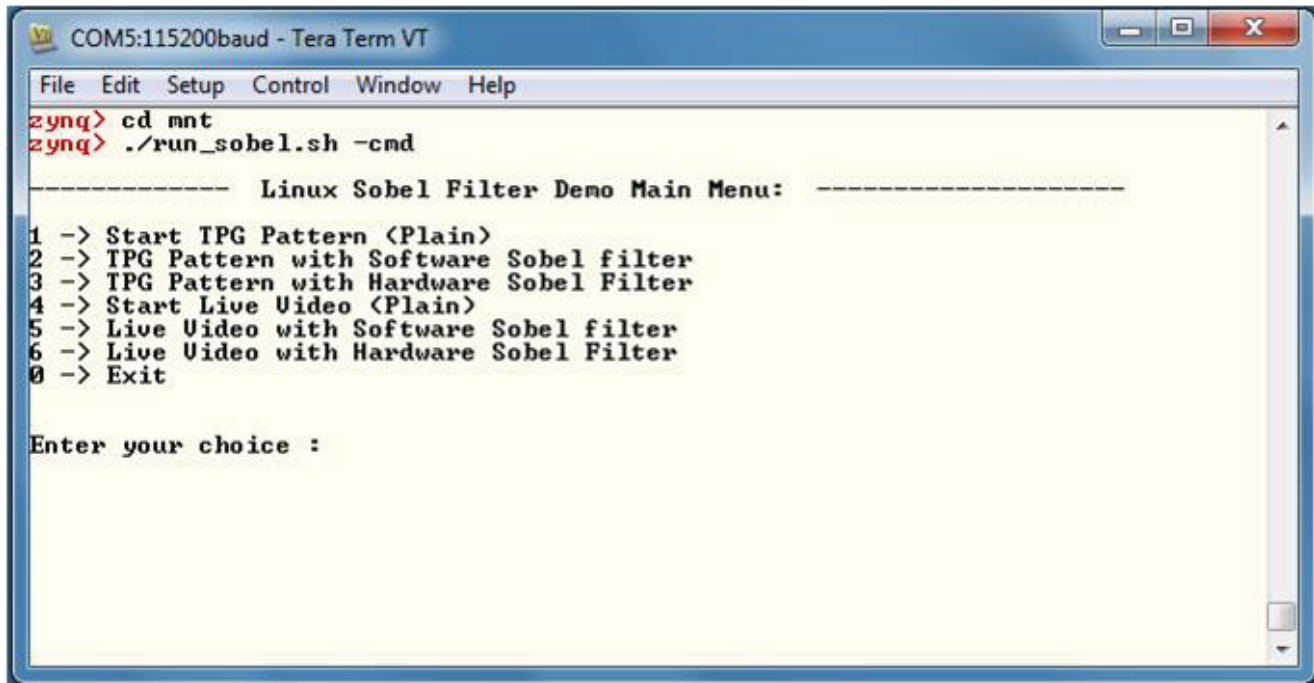 COM5:115200baud - Tera Term VT
File Edit Setup Control Window Help
zynq> cd mnt
zynq> ./run_sobel.sh -cmd
------------- Linux Sobel Filter Demo Main Menu: --------------------
1 -> Start TPG Pattern (Plain)
2 -> TPG Pattern with Software Sobel filter
3 -> TPG Pattern with Hardware Sobel Filter
4 -> Start Live Video (Plain)
5 -> Live Video with Software Sobel filter
6 -> Live Video with Hardware Sobel Filter
0 -> Exit
Enter your choice :